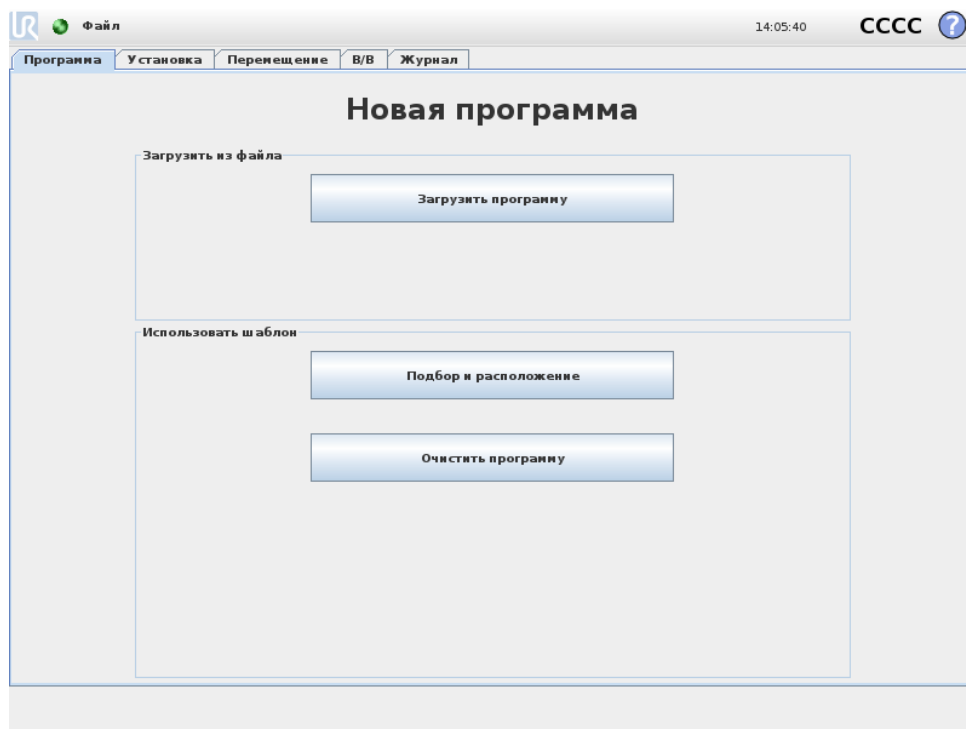 UR Файл 14:05:40 CCCC ?
Программа Установка Перемещение В/В Журнал
Новая программа
Загрузить из файла
Загрузить программу
Использовать шаблон
Подбор и расположение
Очистить программу